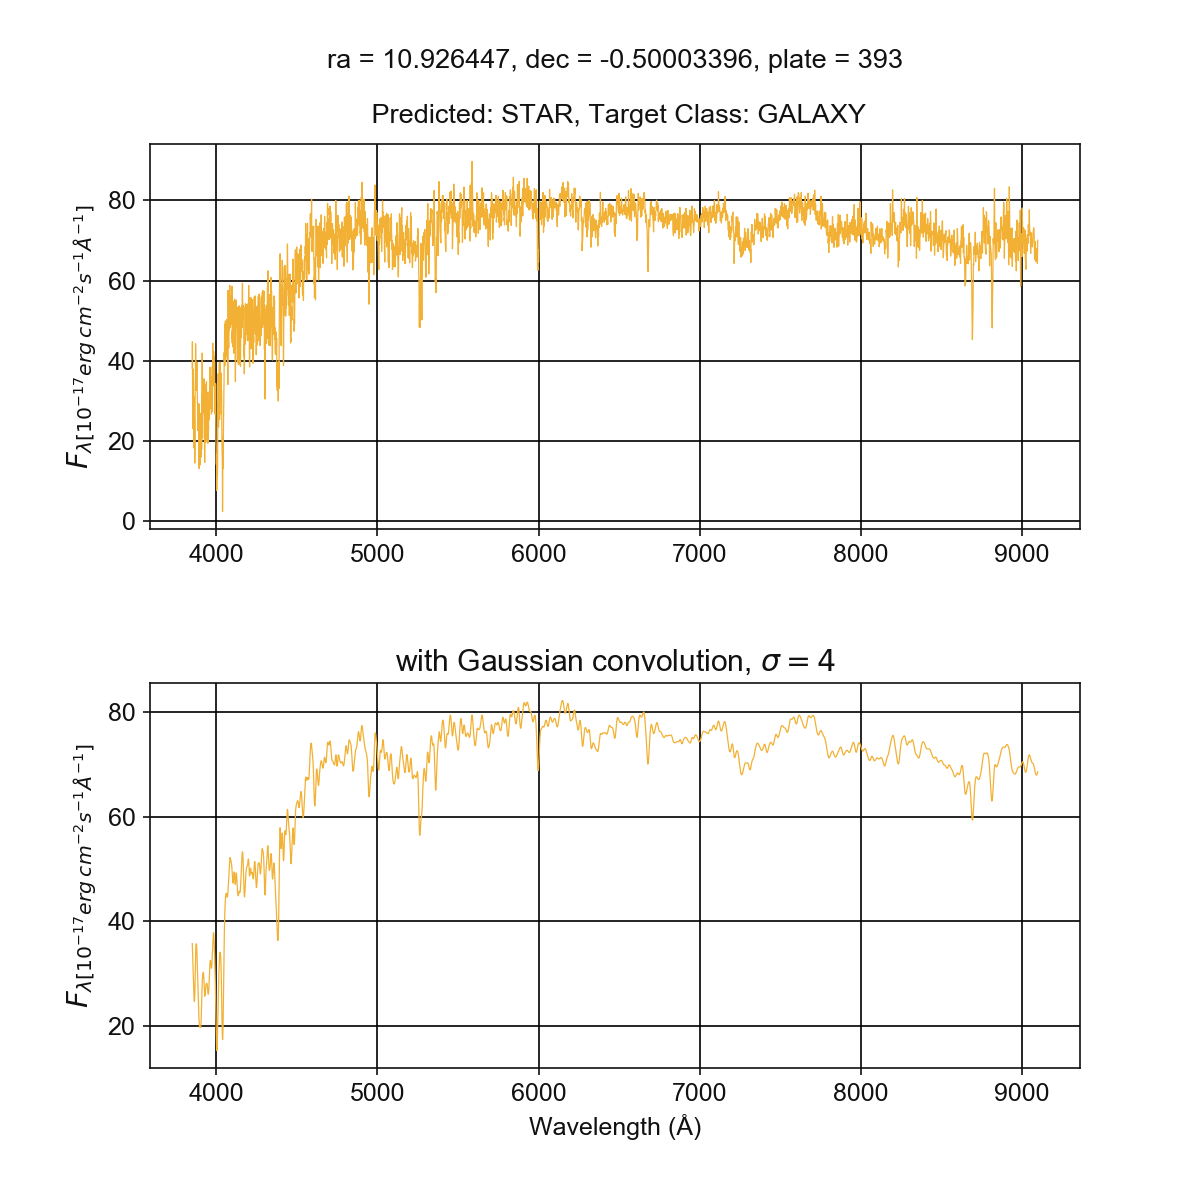 ra = 10.926447, dec = -0.50003396, plate = 393
Predicted: STAR, Target Class: GALAXY
F_{λ[10^{−17} erg cm^{−2} s^{−1} Å^{−1}]}
80
60
40
20
0
4000 5000 6000 7000 8000 9000
with Gaussian convolution, σ = 4
F_{λ[10^{−17} erg cm^{−2} s^{−1} Å^{−1}]}
80
60
40
20
4000 5000 6000 7000 8000 9000
Wavelength (Å)